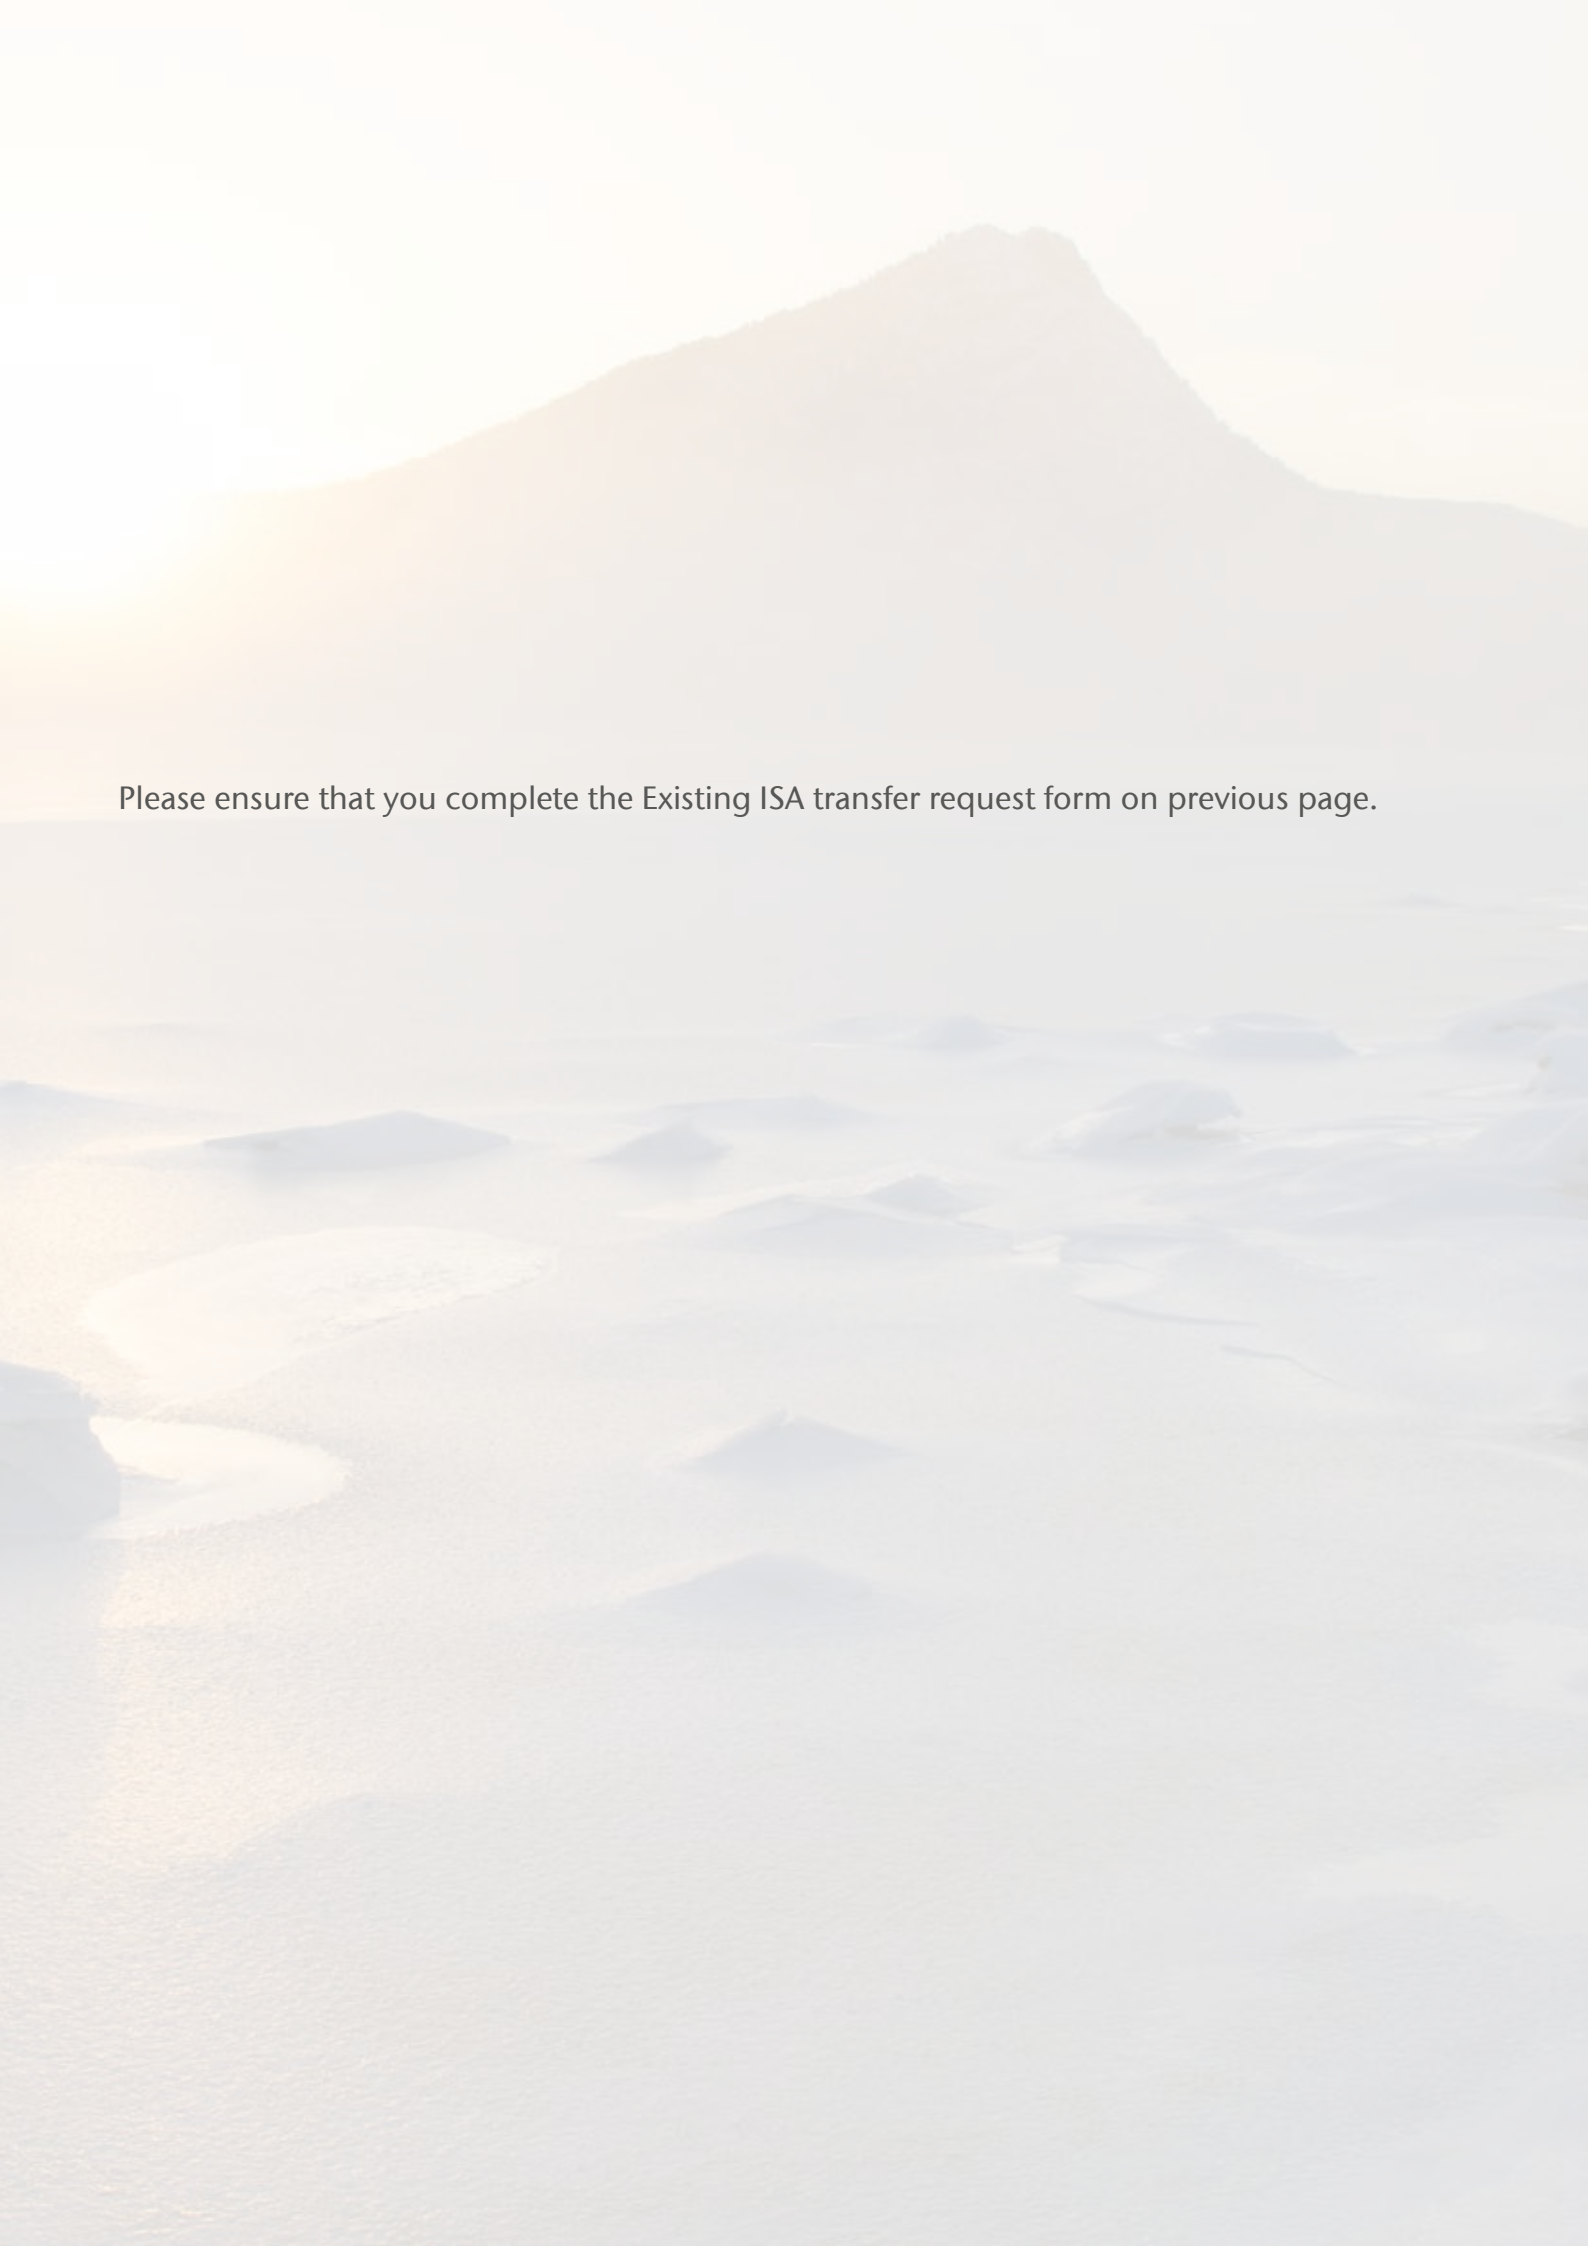 Please ensure that you complete the Existing ISA transfer request form on previous page.